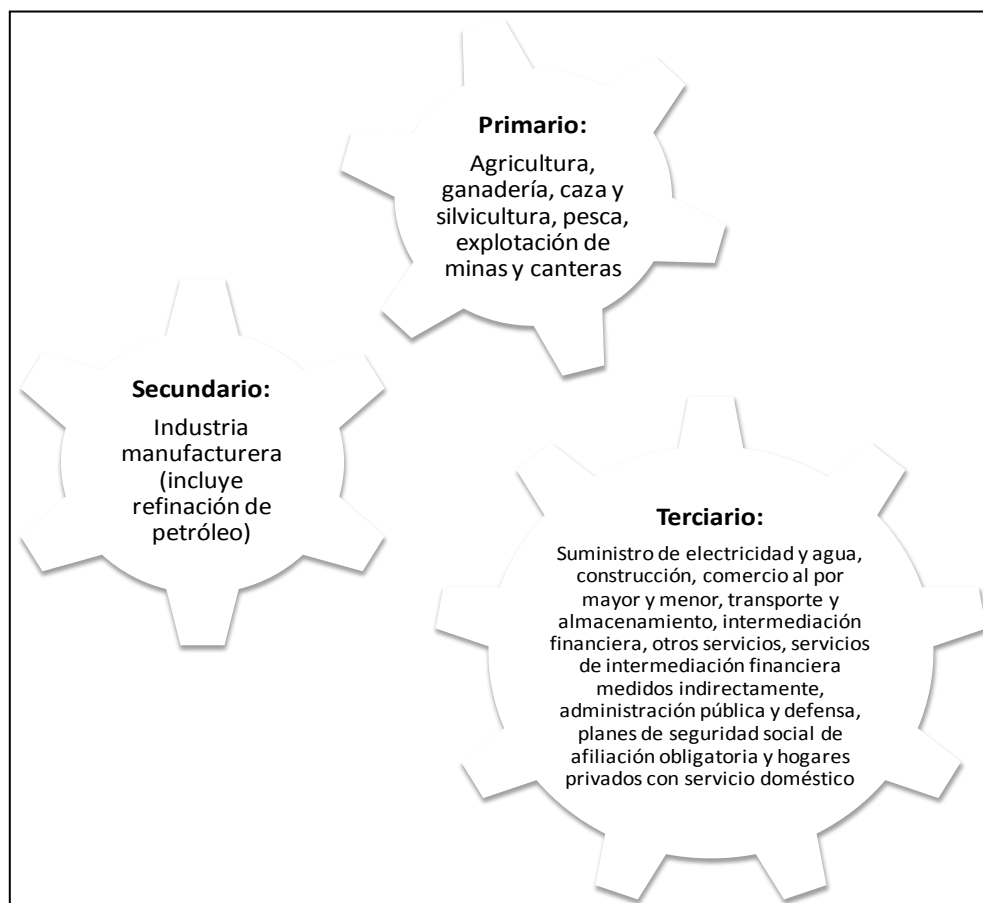 Primario:
Agricultura,
ganadería, caza y
silvicultura, pesca,
explotación de
minas y canteras
Secundario:
Industria
manufacturera
(incluye
refinación de
petróleo)
Terciario:
Suministro de electricidad y agua,
construcción, comercio al por
mayor y menor, transporte y
almacenamiento, intermediación
financiera, otros servicios, servicios
de intermediación financiera
medidos indirectamente,
administración pública y defensa,
planes de seguridad social de
afiliación obligatoria y hogares
privados con servicio doméstico